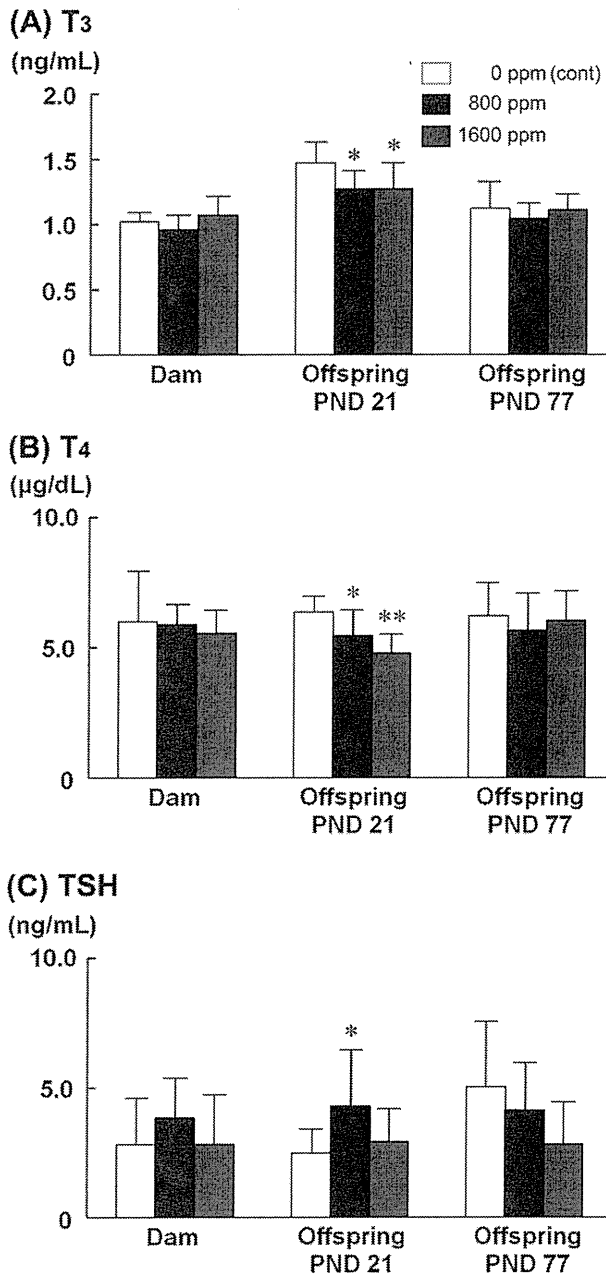 (A) T3
(ng/mL)
0 ppm (cont)
800 ppm
1600 ppm
2.0
1.5
1.0
0.5
0
* *
Dam Offspring PND 21 Offspring PND 77
(B) T4
(µg/dL)
10.0
5.0
0
* **
Dam Offspring PND 21 Offspring PND 77
(C) TSH
(ng/mL)
10.0
5.0
0
*
Dam Offspring PND 21 Offspring PND 77